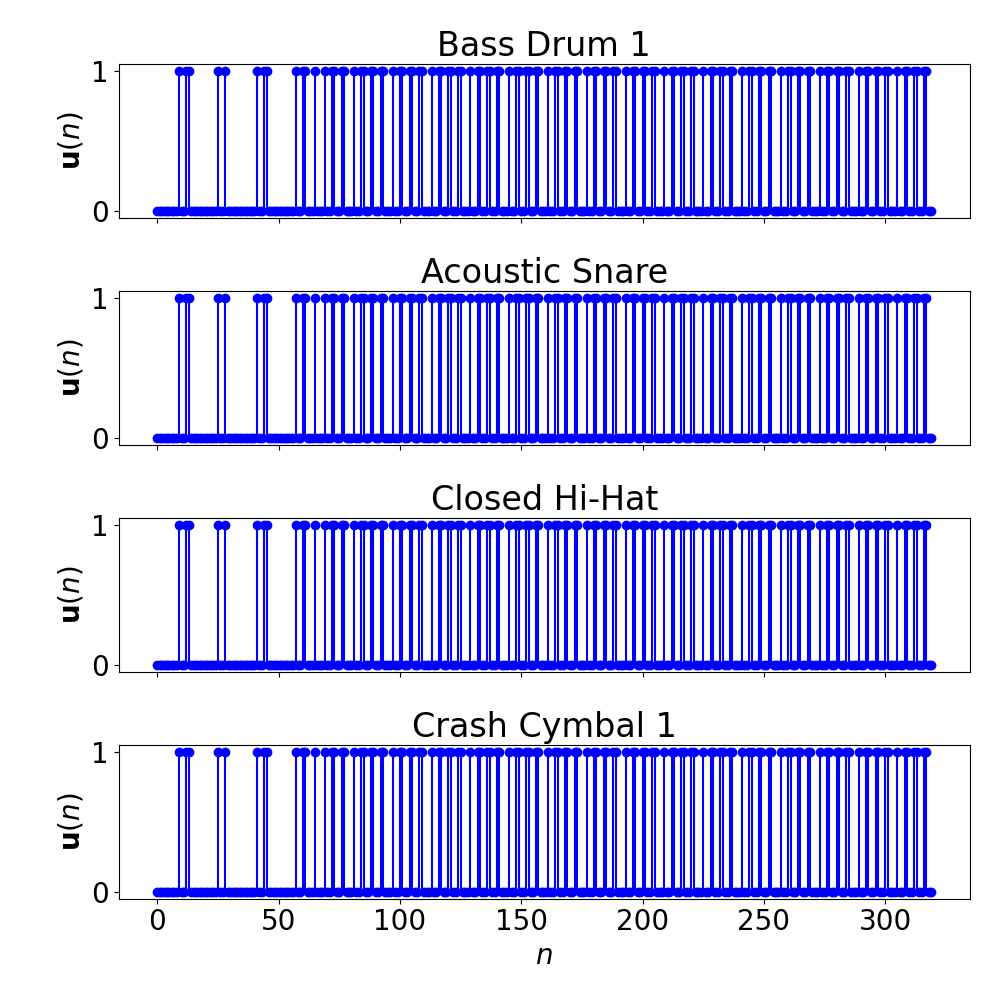 Bass Drum 1
1
u(n)
0
Acoustic Snare
1
u(n)
0
Closed Hi-Hat
1
u(n)
0
Crash Cymbal 1
1
u(n)
0
0 50 100 150 200 250 300
n